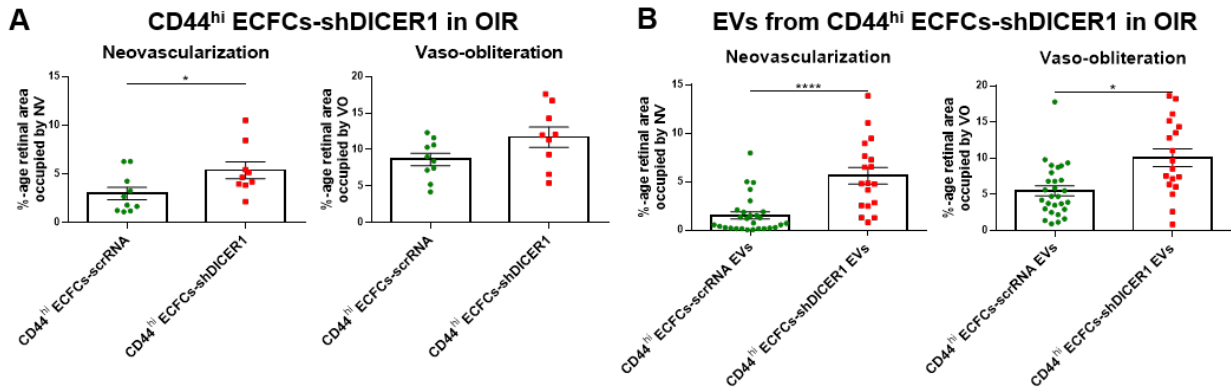 A
CD44hi ECFCs-shDICER1 in OIR
Neovascularization
%-age retinal area
occupied by NV
15
10
5
0
*
CD44hi ECFCs-scrRNA
CD44hi ECFCs-shDICER1
Vaso-obliteration
%-age retinal area
occupied by VO
20
15
10
5
0
CD44hi ECFCs-scrRNA
CD44hi ECFCs-shDICER1
B
EVs from CD44hi ECFCs-shDICER1 in OIR
Neovascularization
%-age retinal area
occupied by NV
15
10
5
0
****
CD44hi ECFCs-scrRNA EVs
CD44hi ECFCs-shDICER1 EVs
Vaso-obliteration
%-age retinal area
occupied by VO
20
15
10
5
0
*
CD44hi ECFCs-scrRNA EVs
CD44hi ECFCs-shDICER1 EVs